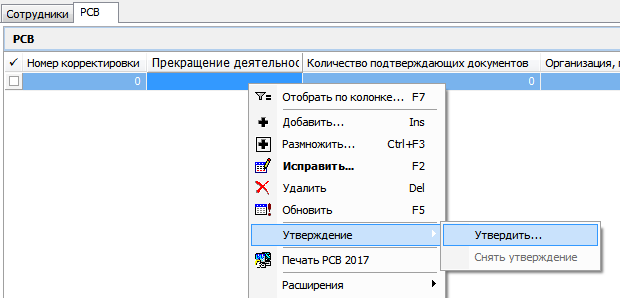 Сотрудники РСВ
РСВ
✓ Номер корректировки Прекращение деятельнос Количество подтверждающих документов Организация,
0 0
Отобрать по колонке... F7
Добавить... Ins
Размножить... Ctrl+F3
Исправить... F2
Удалить Del
Обновить F5
Утверждение Утвердить...
Снять утверждение
Печать РСВ 2017
Расширения